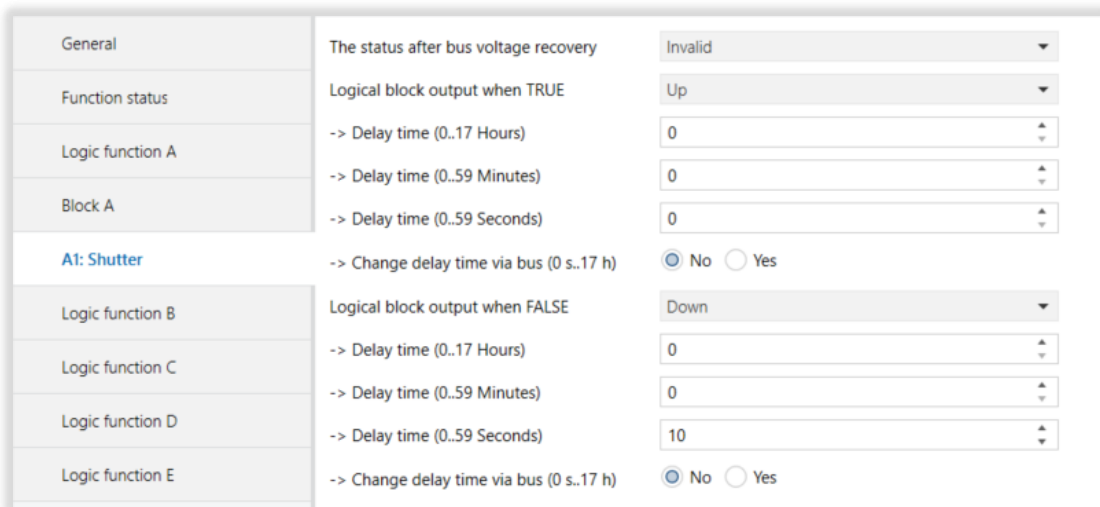 General
Function status
Logic function A
Block A
A1: Shutter
Logic function B
Logic function C
Logic function D
Logic function E
The status after bus voltage recovery Invalid
Logical block output when TRUE Up
-> Delay time (0..17 Hours) 0
-> Delay time (0..59 Minutes) 0
-> Delay time (0..59 Seconds) 0
-> Change delay time via bus (0 s..17 h) No Yes
Logical block output when FALSE Down
-> Delay time (0..17 Hours) 0
-> Delay time (0..59 Minutes) 0
-> Delay time (0..59 Seconds) 10
-> Change delay time via bus (0 s..17 h) No Yes